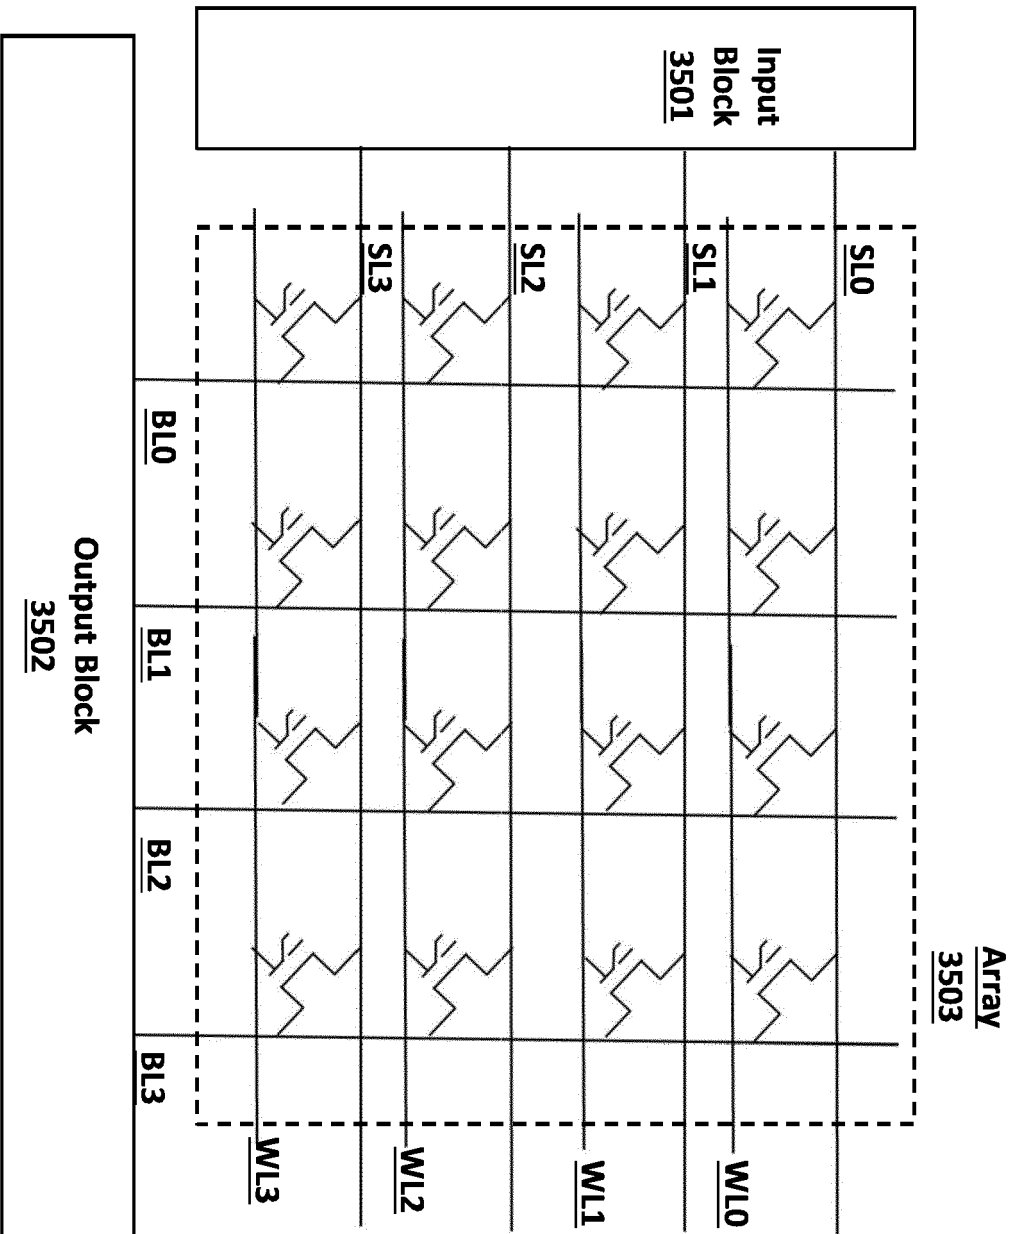 Input
Block
3501
SL0
SL1
SL2
SL3
Array
3503
BL0
BL1
BL2
BL3
WL0
WL1
WL2
WL3
Output Block
3502